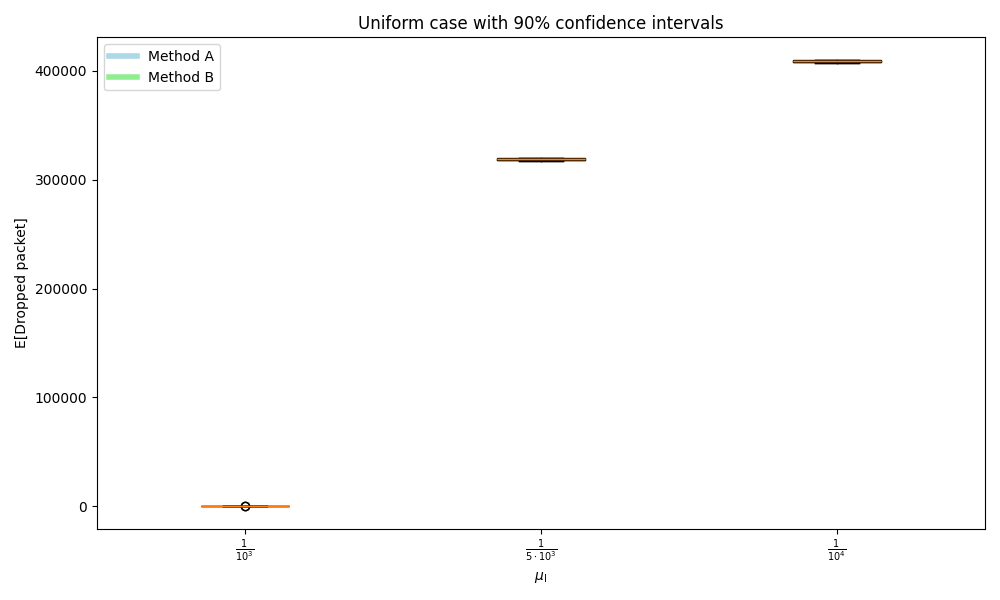 Uniform case with 90% confidence intervals
Method A
Method B
E[Dropped packet]
400000
300000
200000
100000
0
1/10³ 1/5·10³ 1/10⁴
μ_I